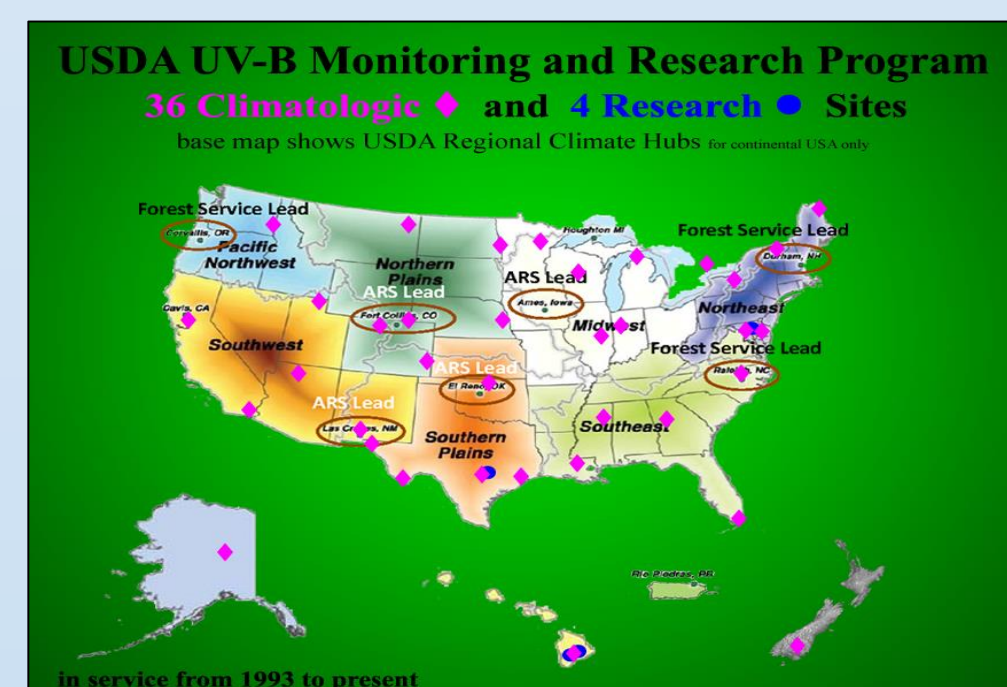 USDA UV-B Monitoring and Research Program
36 Climatologic ♦ and 4 Research ● Sites
base map shows USDA Regional Climate Hubs for continental USA only
Forest Service Lead
Corvallis, OR
Pacific
Northwest
Houghton MI
Forest Service Lead
Durham, NH
Northern
Plains
ARS Lead
ARS Lead
Ames, Iowa
Davis, CA
Fort Collins, CO
Northeast
Midwest
Southwest
Forest Service Lead
Raleigh, NC
ARS Lead
El Reno, OK
ARS Lead
Las Cruces, NM
Southern
Plains
Southeast
Rio Piedras, PR
in service from 1993 to present